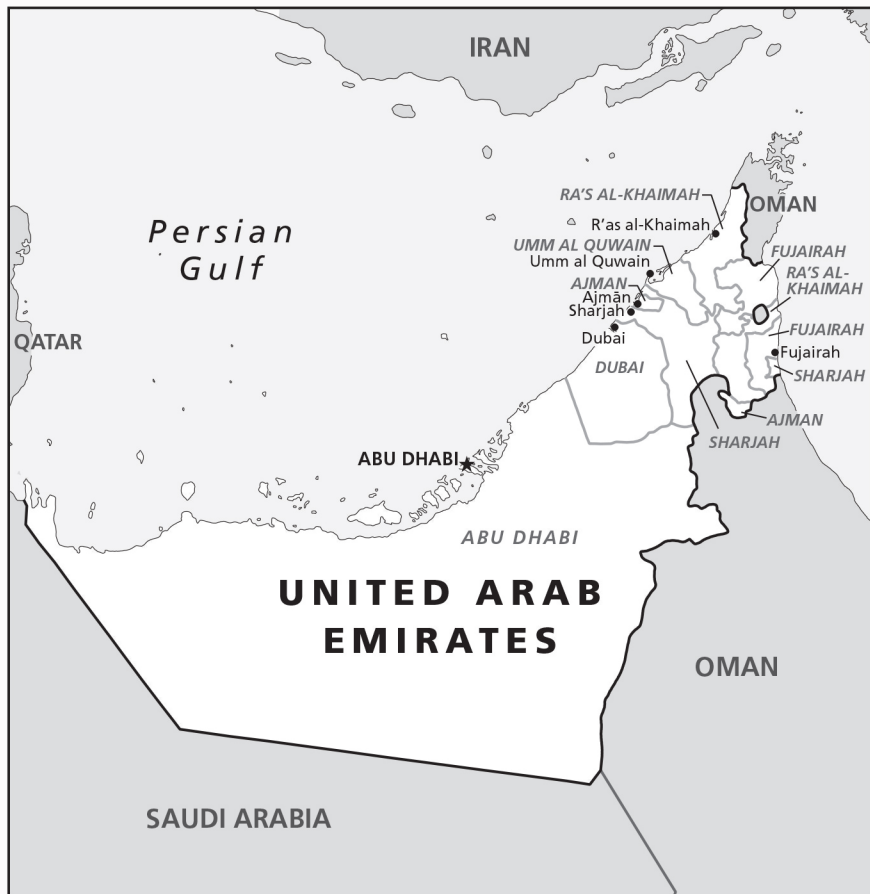 IRAN
RA'S AL-KHAIMAH
OMAN
R'as al-Khaimah
Persian
Gulf
UMM AL QUWAIN
FUJAIRAH
Umm al Quwain
RA'S AL-
KHAIMAH
AJMAN
Ajmān
Sharjah
QATAR
Dubai
FUJAIRAH
Fujairah
DUBAI
SHARJAH
AJMAN
SHARJAH
ABU DHABI
ABU DHABI
UNITED ARAB
EMIRATES
OMAN
SAUDI ARABIA